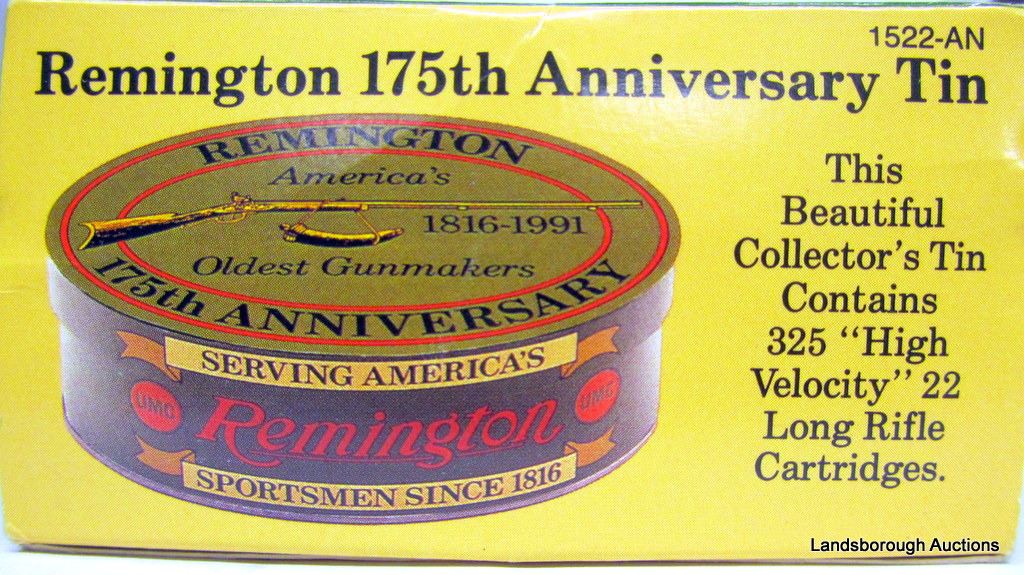 1522-AN
Remington 175th Anniversary Tin
REMINGTON
America's
1816-1991
Oldest Gunmakers
175th ANNIVERSARY
SERVING AMERICA'S
UMC
Remington
UMC
SPORTSMEN SINCE 1816
This
Beautiful
Collector's Tin
Contains
325 "High
Velocity" 22
Long Rifle
Cartridges.
Landsborough Auctions